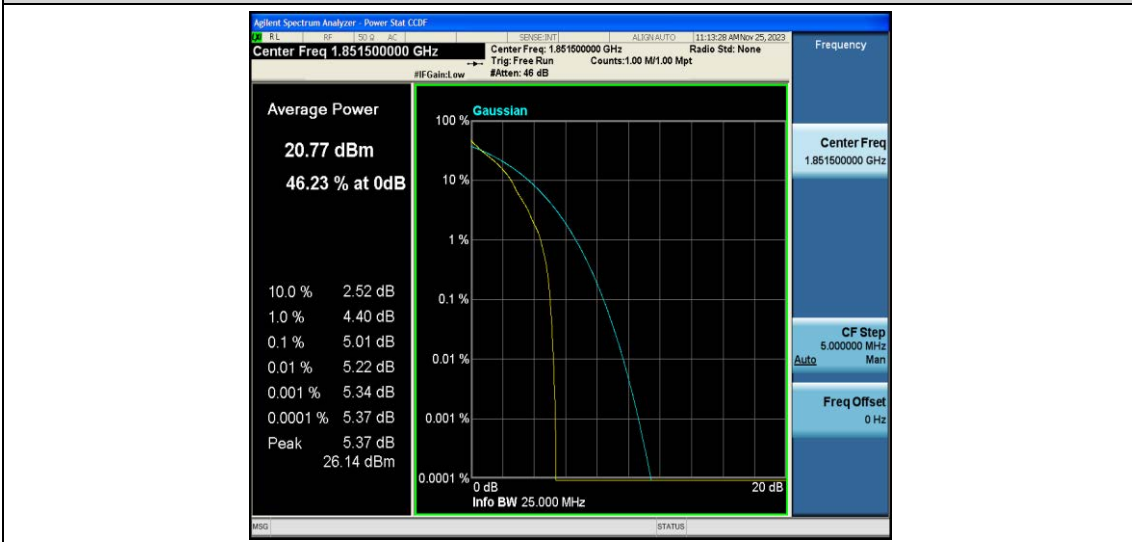 Agilent Spectrum Analyzer - Power Stat CCDF
LXI RL RF 50 Ω AC SENSE:INT ALIGN AUTO 11:13:28 AM Nov 25, 2023
Center Freq 1.851500000 GHz
Center Freq: 1.851500000 GHz Radio Std: None
Trig: Free Run Counts:1.00 M/1.00 Mpt
#IFGain:Low #Atten: 46 dB
Frequency
Average Power
20.77 dBm
46.23 % at 0dB
10.0 % 2.52 dB
1.0 % 4.40 dB
0.1 % 5.01 dB
0.01 % 5.22 dB
0.001 % 5.34 dB
0.0001 % 5.37 dB
Peak 5.37 dB
26.14 dBm
Gaussian
100 %
10 %
1 %
0.1 %
0.01 %
0.001 %
0.0001 %
0 dB 20 dB
Info BW 25.000 MHz
Center Freq
1.851500000 GHz
CF Step
5.000000 MHz
Auto Man
Freq Offset
0 Hz
MSG STATUS